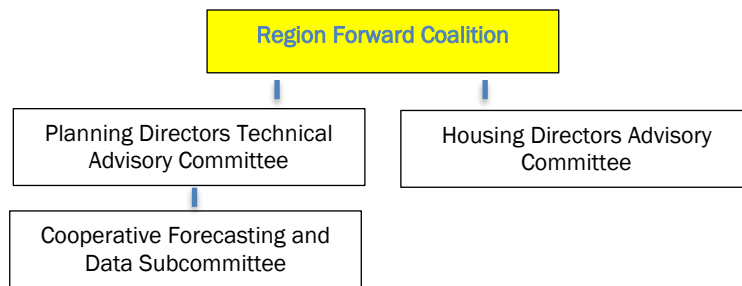 Region Forward Coalition
Planning Directors Technical
Advisory Committee
Housing Directors Advisory
Committee
Cooperative Forecasting and
Data Subcommittee